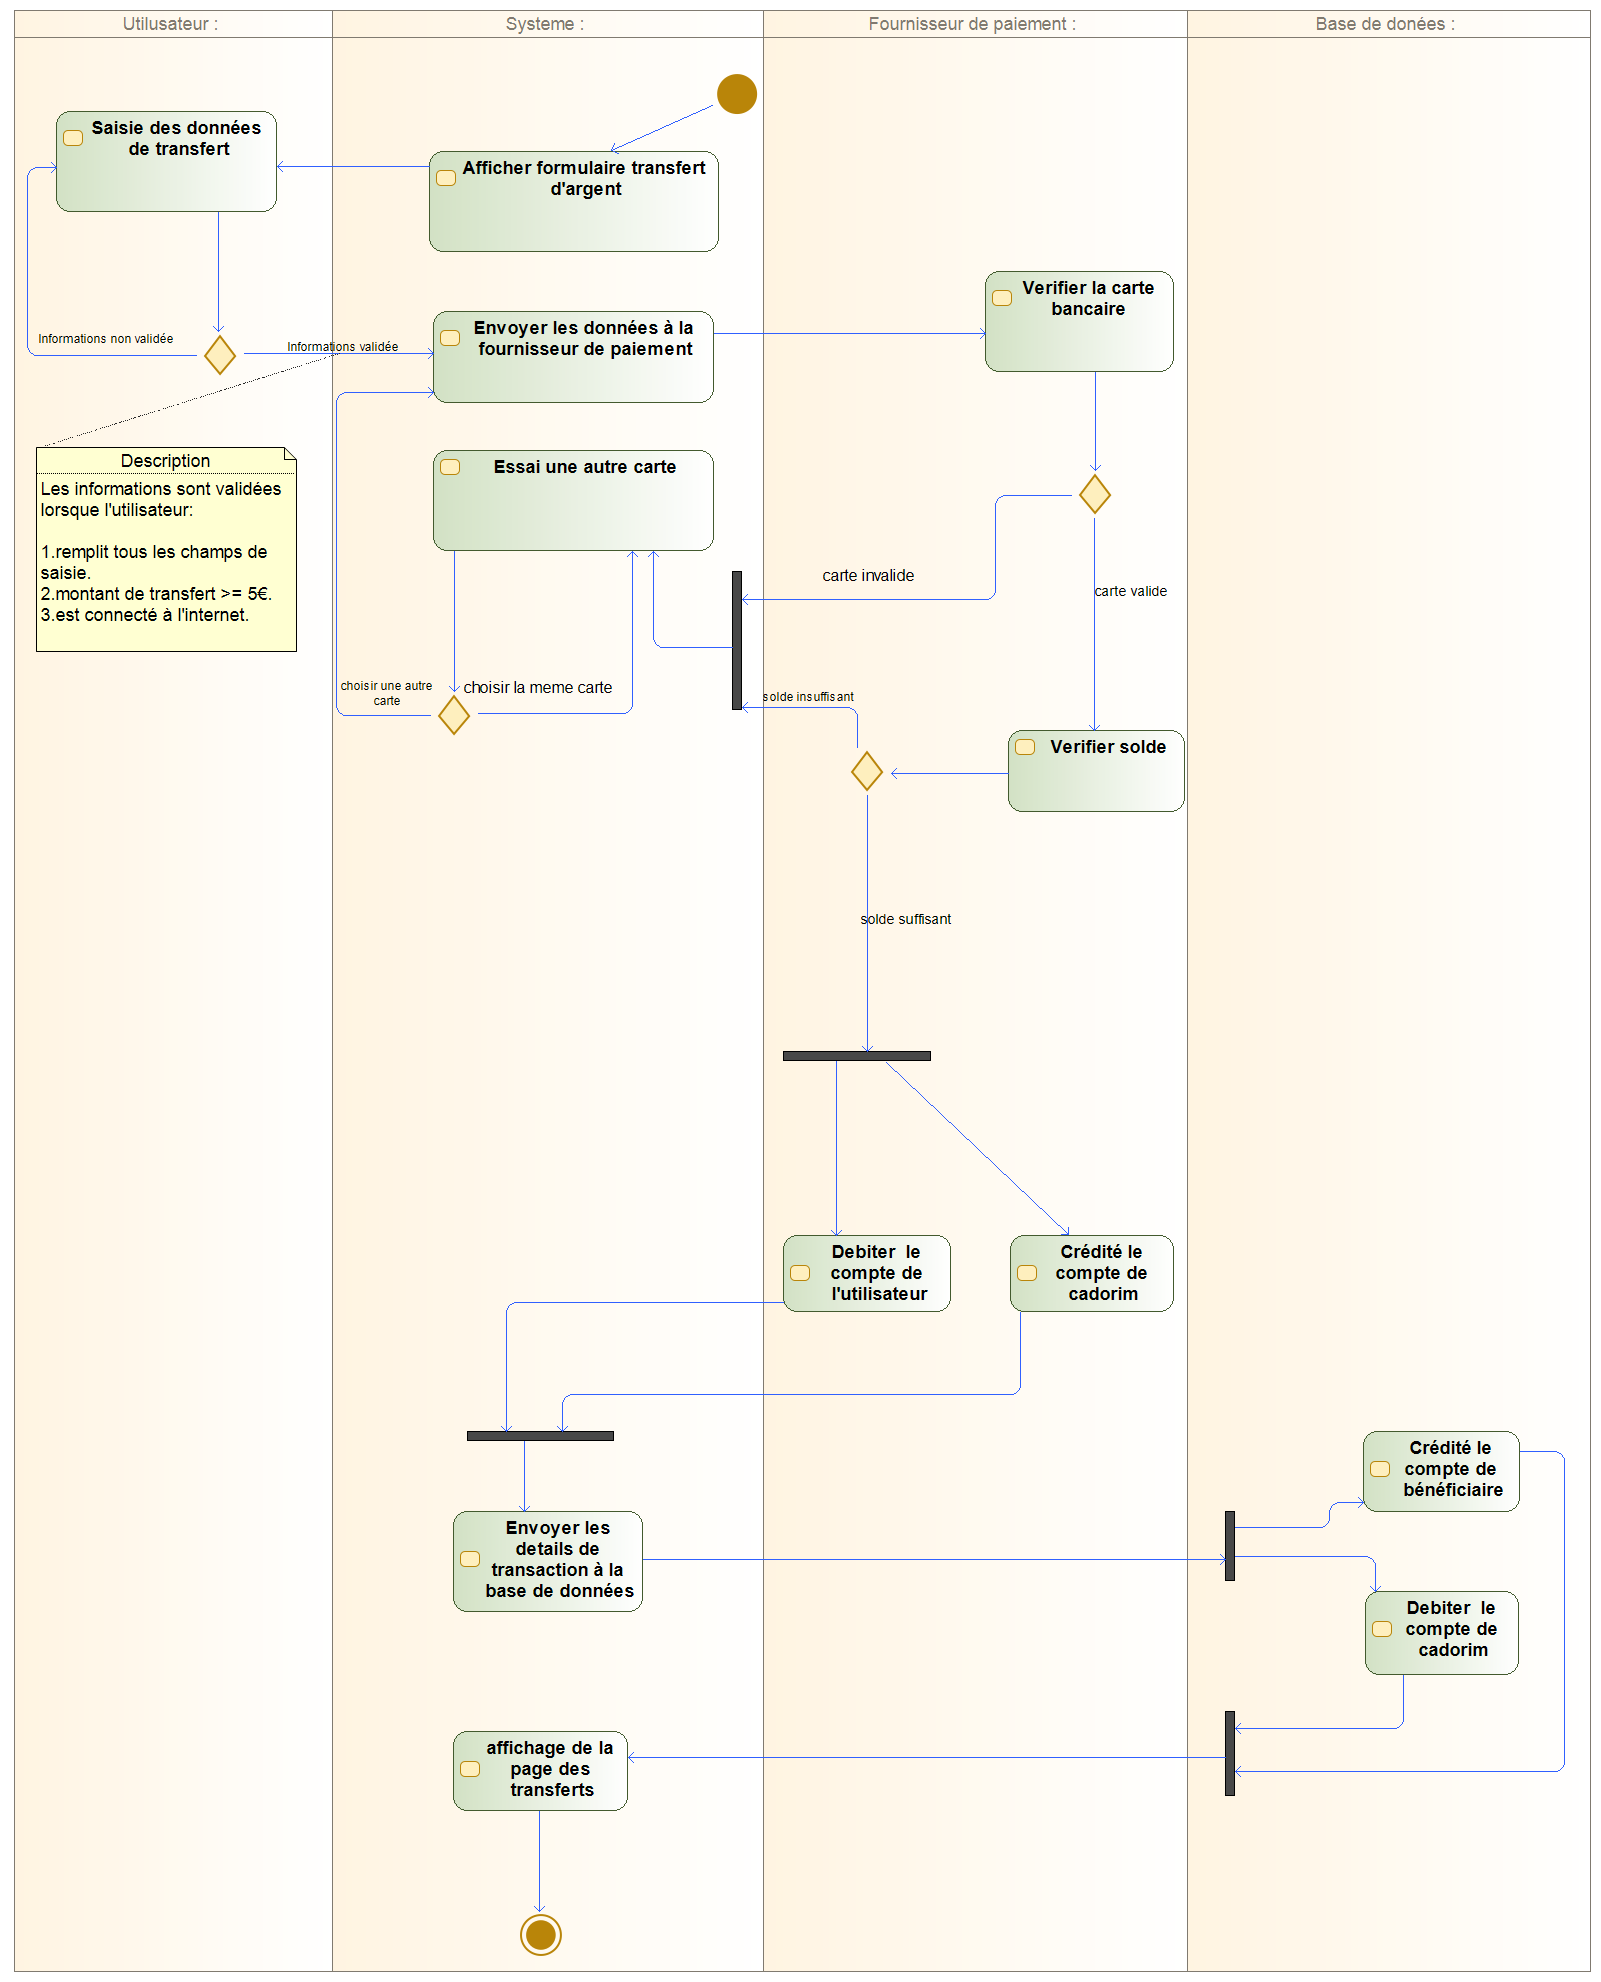 Utilusateur :
Systeme :
Fournisseur de paiement :
Base de donées :
Saisie des données
de transfert
Afficher formulaire transfert
d'argent
Verifier la carte
bancaire
Informations non validée
Informations validée
Envoyer les données à la
fournisseur de paiement
Description
Les informations sont validées
lorsque l'utilisateur:
1.remplit tous les champs de
saisie.
2.montant de transfert >= 5€.
3.est connecté à l'internet.
Essai une autre carte
carte invalide
carte valide
choisir une autre
carte
choisir la meme carte
solde insuffisant
Verifier solde
solde suffisant
Debiter le
compte de
l'utilisateur
Crédité le
compte de
cadorim
Crédité le
compte de
bénéficiaire
Envoyer les
details de
transaction à la
base de données
Debiter le
compte de
cadorim
affichage de la
page des
transferts